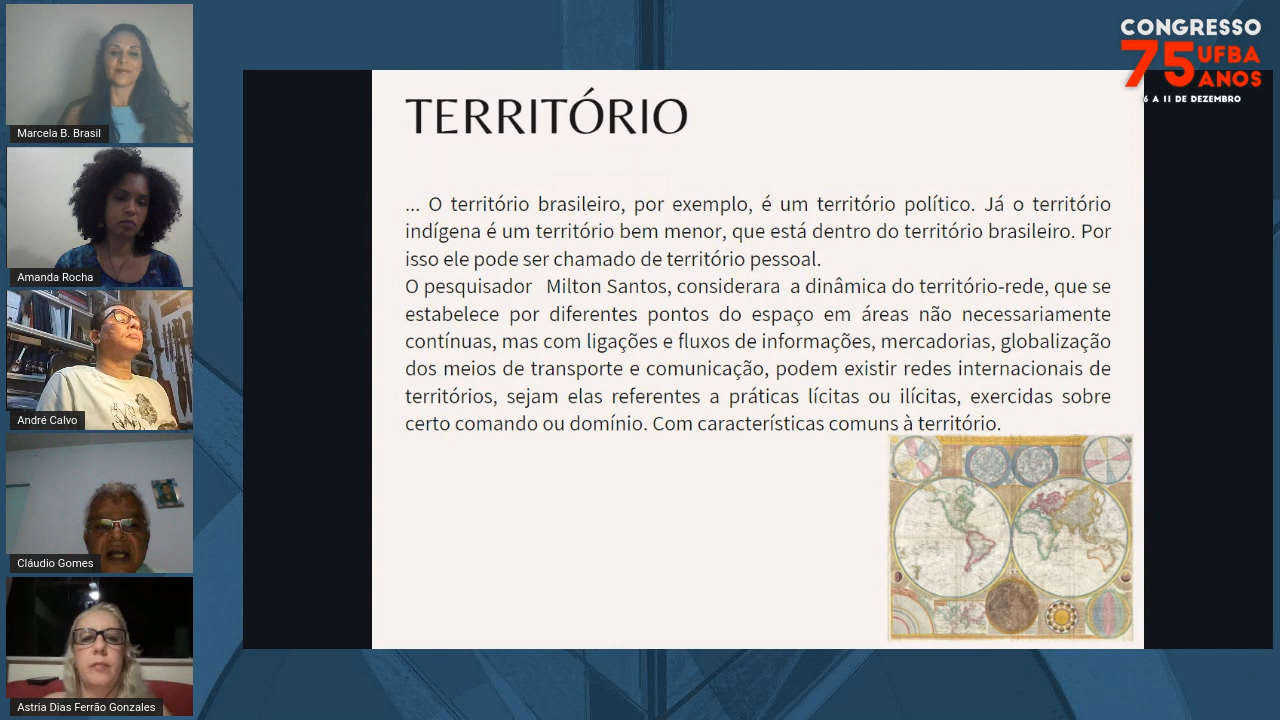 Marcela B. Brasil
Amanda Rocha
André Calvo
Cláudio Gomes
Astria Dias Ferrão Gonzales
CONGRESSO
75 UFBA
ANOS
6 A 11 DE DEZEMBRO
TERRITÓRIO
... O território brasileiro, por exemplo, é um território político. Já o território
indígena é um território bem menor, que está dentro do território brasileiro. Por
isso ele pode ser chamado de território pessoal.
O pesquisador Milton Santos, considerara a dinâmica do território-rede, que se
estabelece por diferentes pontos do espaço em áreas não necessariamente
contínuas, mas com ligações e fluxos de informações, mercadorias, globalização
dos meios de transporte e comunicação, podem existir redes internacionais de
territórios, sejam elas referentes a práticas lícitas ou ilícitas, exercidas sobre
certo comando ou domínio. Com características comuns à território.